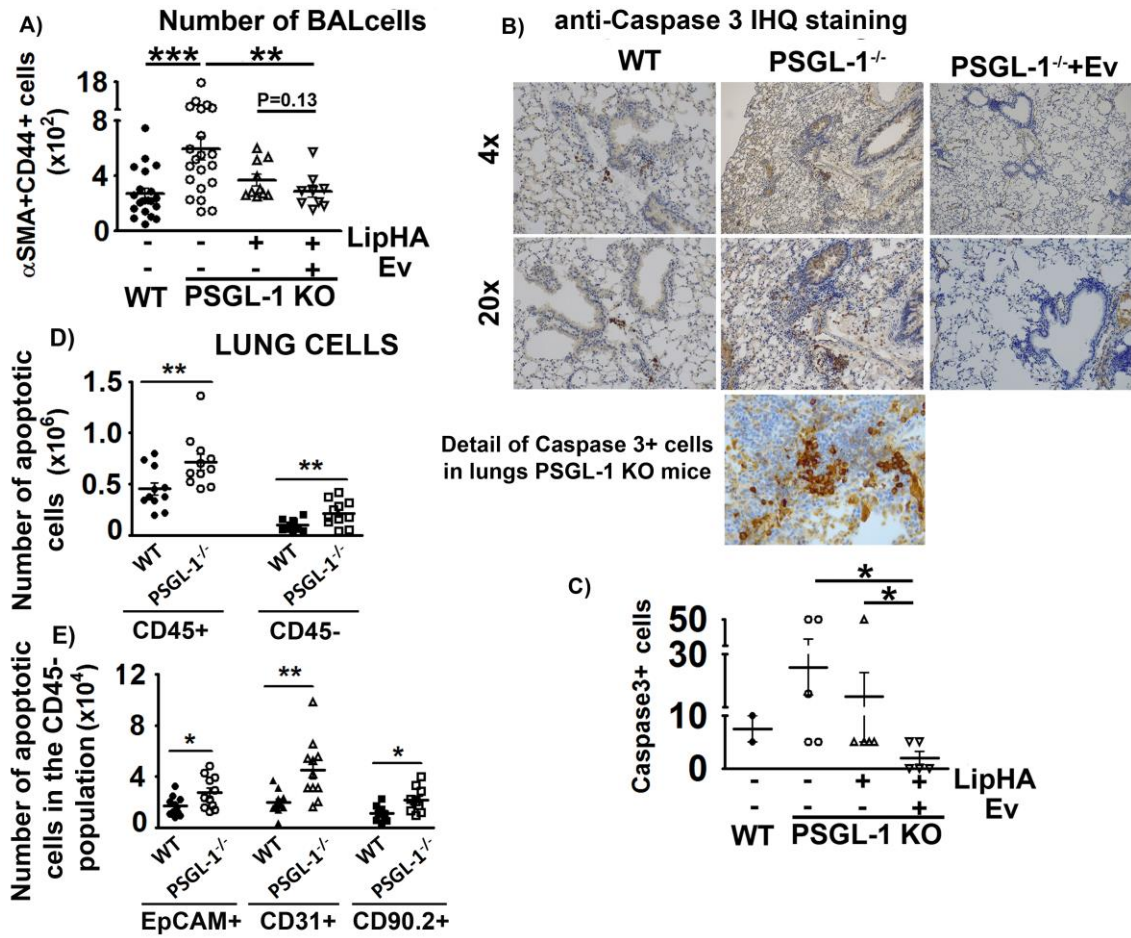 A)
Number of BALcells
αSMA+CD44+ cells
(x10²)
18
8
4
0
***
**
P=0.13
- - + + LipHA
- - - + Ev
WT PSGL-1 KO
B)
anti-Caspase 3 IHQ staining
WT PSGL-1-/- PSGL-1-/-+Ev
4x
20x
Detail of Caspase 3+ cells
in lungs PSGL-1 KO mice
C)
Caspase3+ cells
50
30
10
0
*
*
- - + + LipHA
- - - + Ev
WT PSGL-1 KO
D)
LUNG CELLS
Number of apoptotic
cells (x10⁶)
1.5
1.0
0.5
0
**
**
WT PSGL-1-/- WT PSGL-1-/-
CD45+ CD45-
E)
Number of apoptotic
cells in the CD45-
population (x10⁴)
12
8
4
0
*
**
*
WT PSGL-1-/- WT PSGL-1-/- WT PSGL-1-/-
EpCAM+ CD31+ CD90.2+